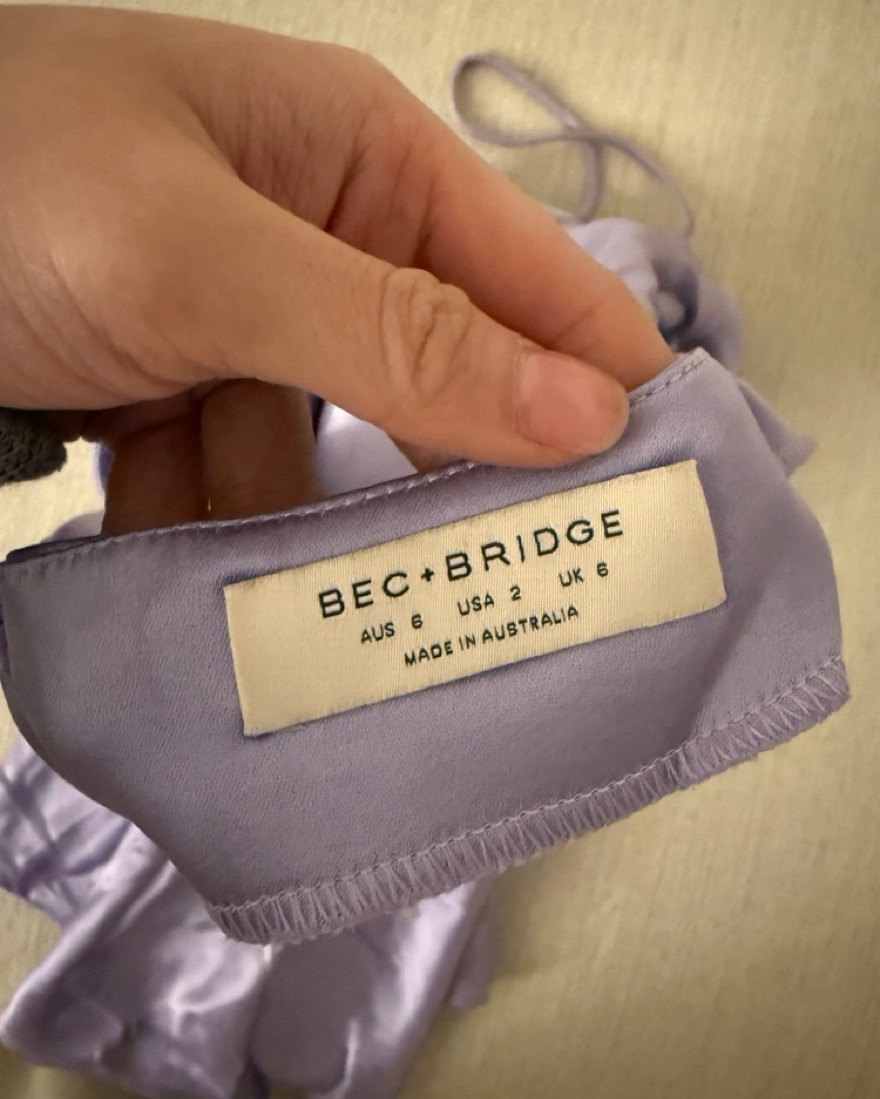 BEC+BRIDGE
AUS 6 USA 2 UK 6
MADE IN AUSTRALIA